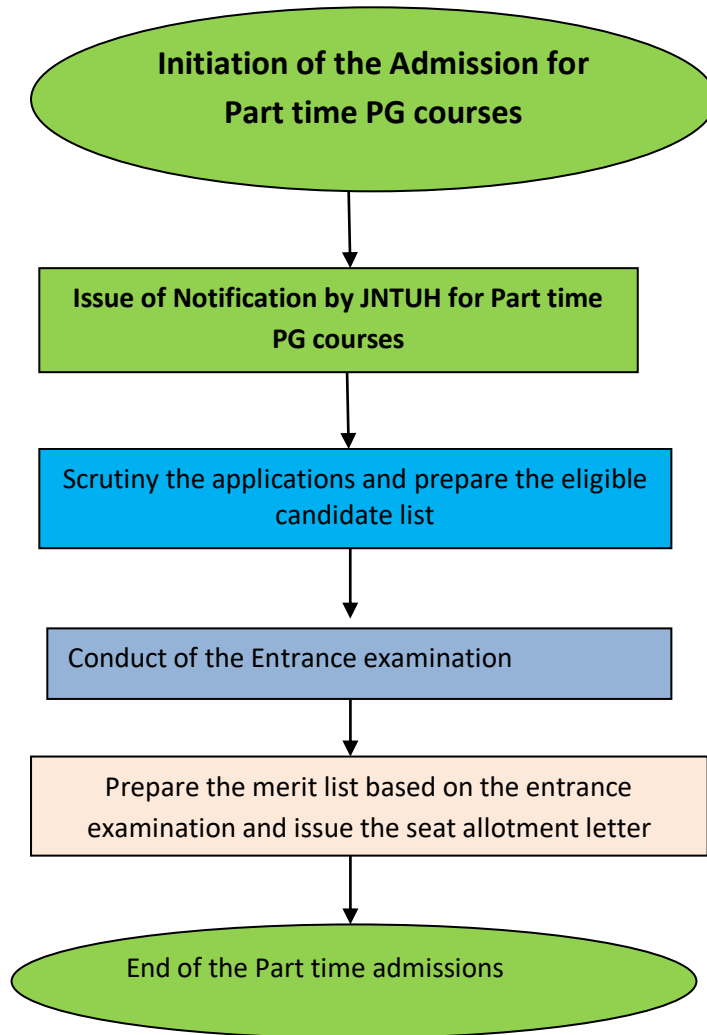 Initiation of the Admission for
Part time PG courses
Issue of Notification by JNTUH for Part time
PG courses
Scrutiny the applications and prepare the eligible
candidate list
Conduct of the Entrance examination
Prepare the merit list based on the entrance
examination and issue the seat allotment letter
End of the Part time admissions